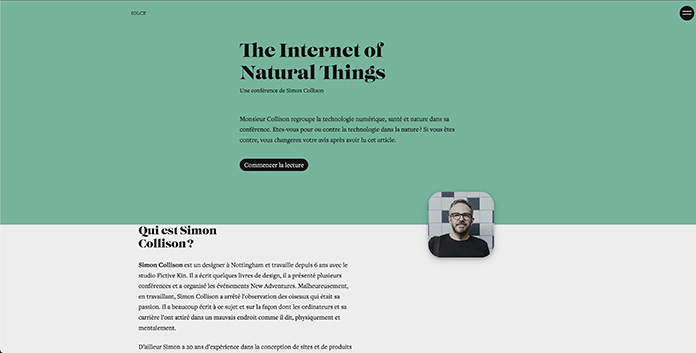 The Internet of
Natural Things
Une conférence de Simon Collison
Monsieur Collison regroupe la technologie numérique, santé et nature dans sa
conférence. Etes-vous pour ou contre la technologie dans la nature ? Si vous êtes
contre, vous changerez votre avis après avoir lu cet article.
Commencer la lecture
Qui est Simon
Collison ?
Simon Collison est un designer à Nottingham et travaille depuis 6 ans avec le
studio Fictive Kin. Il a écrit quelques livres de design, il a présenté plusieurs
conférences et a organisé les événements New Adventures. Malheureusement,
en travaillant, Simon Collison a arrêté l'observation des oiseaux qui était sa
passion. Il a beaucoup écrit à ce sujet et sur la façon dont les ordinateurs et sa
carrière l'ont attiré dans un mauvais endroit comme il dit, physiquement et
mentalement.
D'ailleur Simon a 20 ans d'expérience dans la conception de sites et de produits